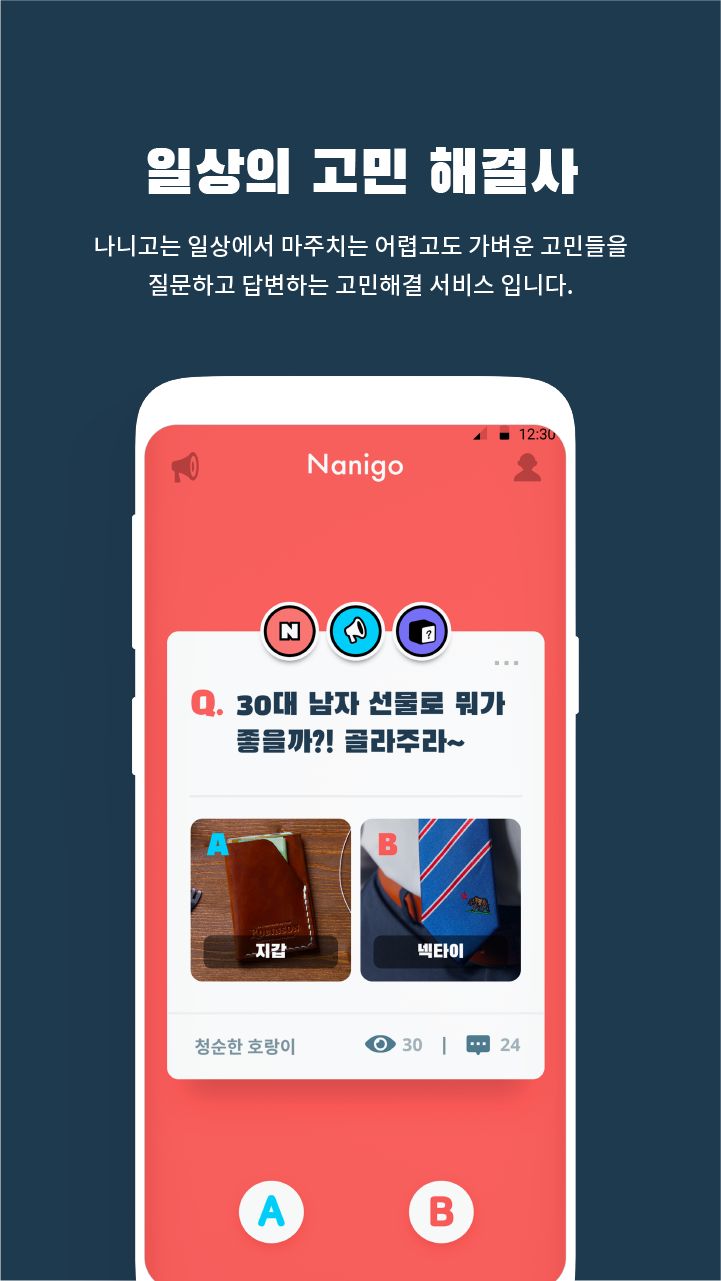 일상의 고민 해결사
나니고는 일상에서 마주치는 어렵고도 가벼운 고민들을
질문하고 답변하는 고민해결 서비스 입니다.
12:30
Nanigo
N
?
Q. 30대 남자 선물로 뭐가
좋을까?! 골라주라~
A
B
ROBINSON
지갑
넥타이
청순한 호랑이
30 | 24
A
B